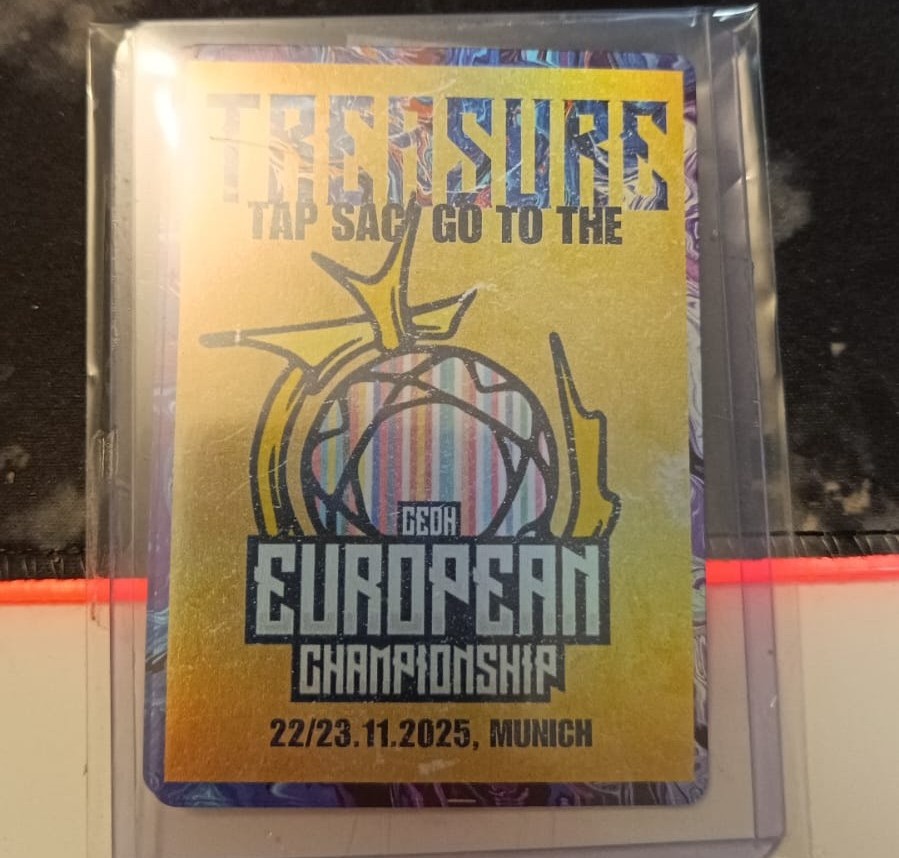 TREASURE
TAP SAC GO TO THE
CEDH
EUROPEAN
CHAMPIONSHIP
22/23.11.2025, MUNICH